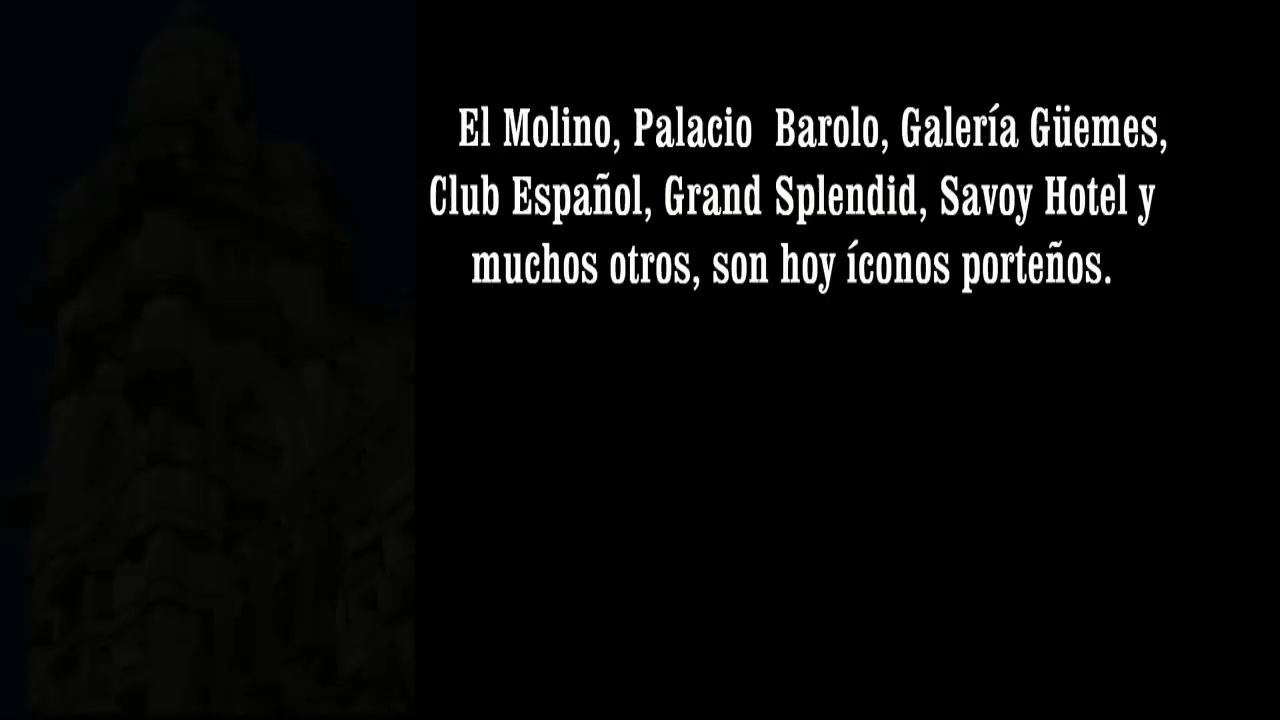 El Molino, Palacio Barolo, Galería Güemes,
Club Español, Grand Splendid, Savoy Hotel y
muchos otros, son hoy íconos porteños.